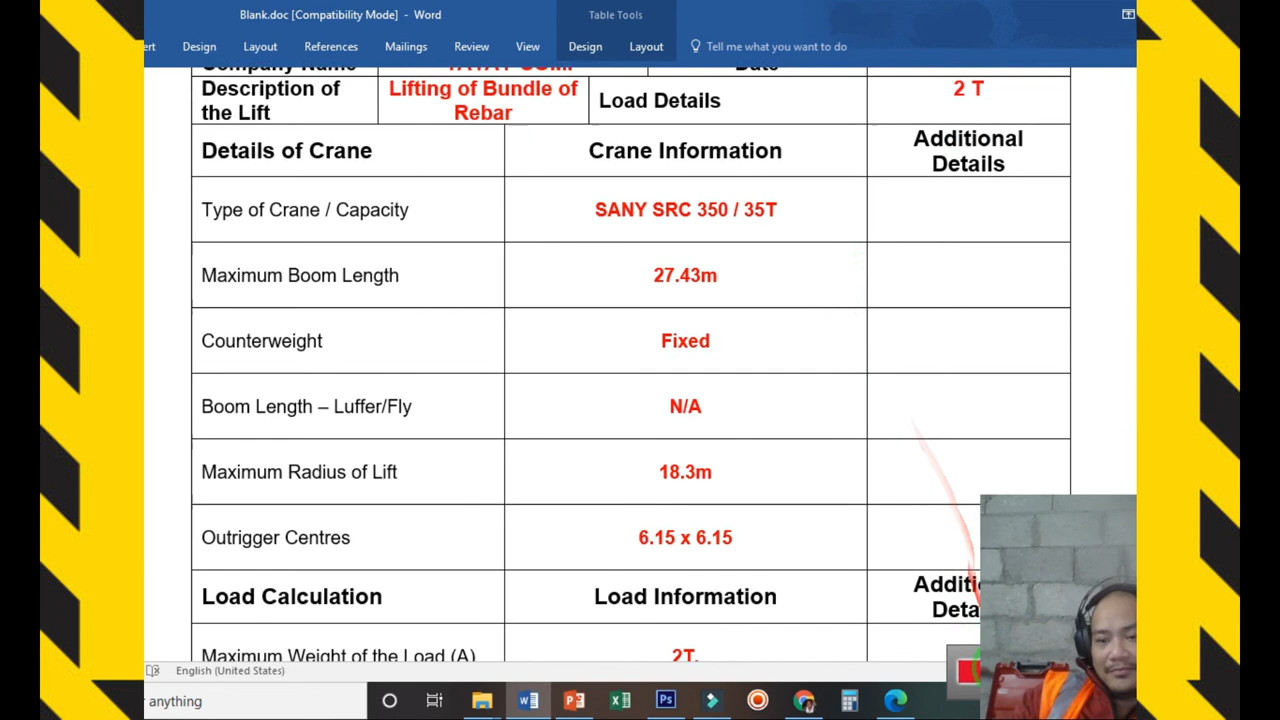 Blank.doc [Compatibility Mode] - Word
Table Tools
Design Layout References Mailings Review View Design Layout Tell me what you want to do
Company Name Date
Description of the Lift
Lifting of Bundle of Rebar
Load Details
2 T
Details of Crane
Crane Information
Additional Details
Type of Crane / Capacity
SANY SRC 350 / 35T
Maximum Boom Length
27.43m
Counterweight
Fixed
Boom Length – Luffer/Fly
N/A
Maximum Radius of Lift
18.3m
Outrigger Centres
6.15 x 6.15
Load Calculation
Load Information
Maximum Weight of the Load (A)
2T.
English (United States)
anything